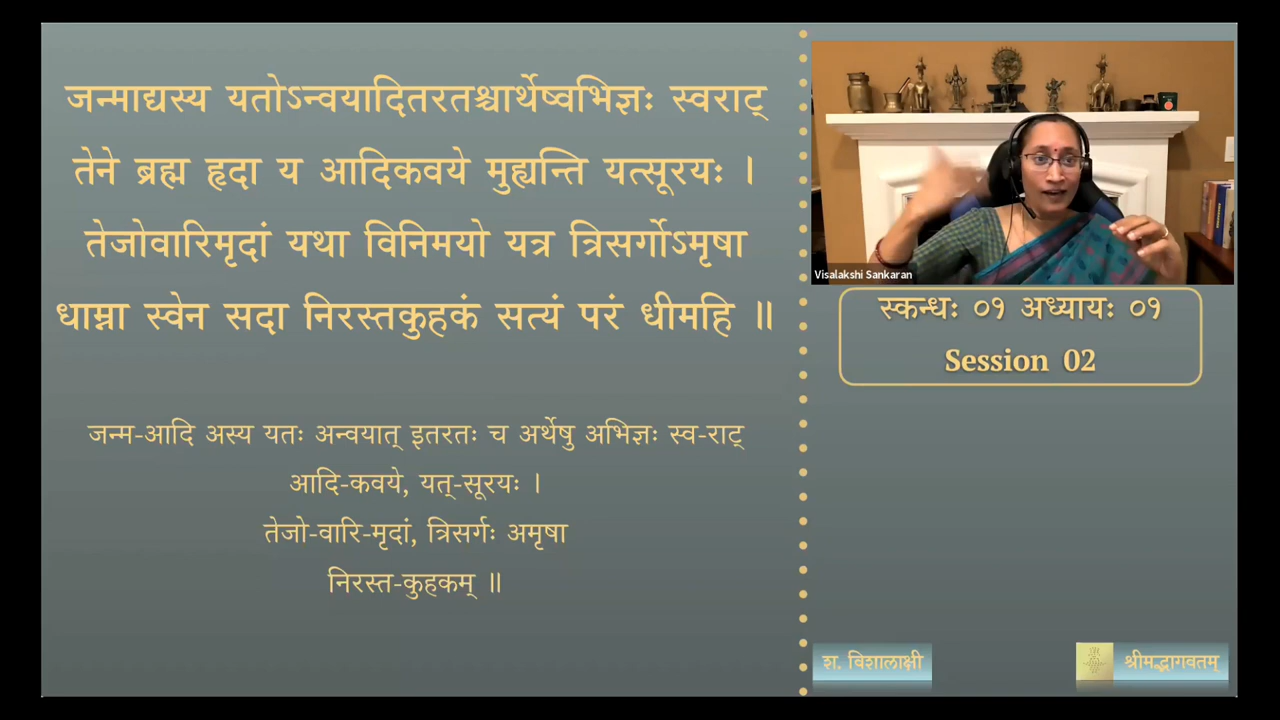 जन्माद्यस्य यतोऽन्वयादितरतश्चार्थेष्वभिज्ञः स्वराट्
तेने ब्रह्म हृदा य आदिकवये मुह्यन्ति यत्सूरयः ।
तेजोवारिमृदां यथा विनिमयो यत्र त्रिसर्गोऽमृषा
धाम्ना स्वेन सदा निरस्तकुहकं सत्यं परं धीमहि ॥
जन्म-आदि अस्य यतः अन्वयात् इतरतः च अर्थेषु अभिज्ञः स्व-राट्
आदि-कवये, यत्-सूरयः ।
तेजो-वारि-मृदां, त्रिसर्गः अमृषा
निरस्त-कुहकम् ॥
Visalakshi Sankaran
स्कन्धः ०१ अध्यायः ०१
Session 02
श. विशालाक्षी
श्रीमद्भागवतम्